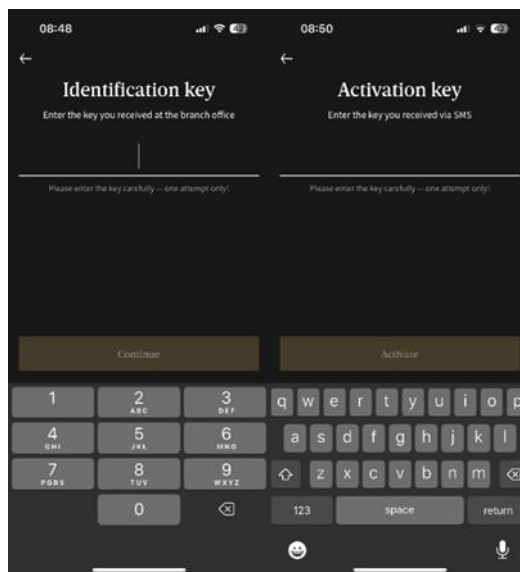 08:48
42
Identification key
Enter the key you received at the branch office
Please enter the key carefully — one attempt only!
Continue
1
2
ABC
3
DEF
4
GHI
5
JKL
6
MNO
7
PQRS
8
TUV
9
WXYZ
0
08:50
42
Activation key
Enter the key you received via SMS
Please enter the key carefully — one attempt only!
Activate
q w e r t y u i o p
a s d f g h j k l
z x c v b n m
123 space return